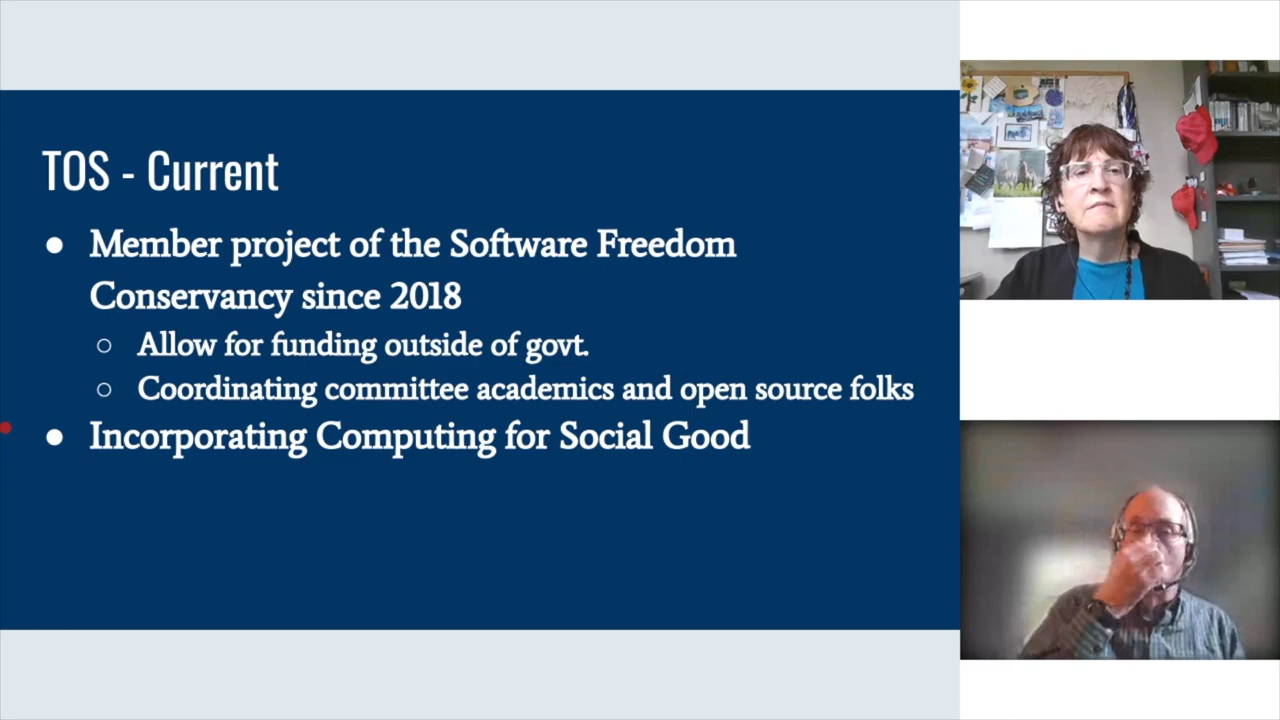 TOS - Current
● Member project of the Software Freedom
Conservancy since 2018
○ Allow for funding outside of govt.
○ Coordinating committee academics and open source folks
● Incorporating Computing for Social Good